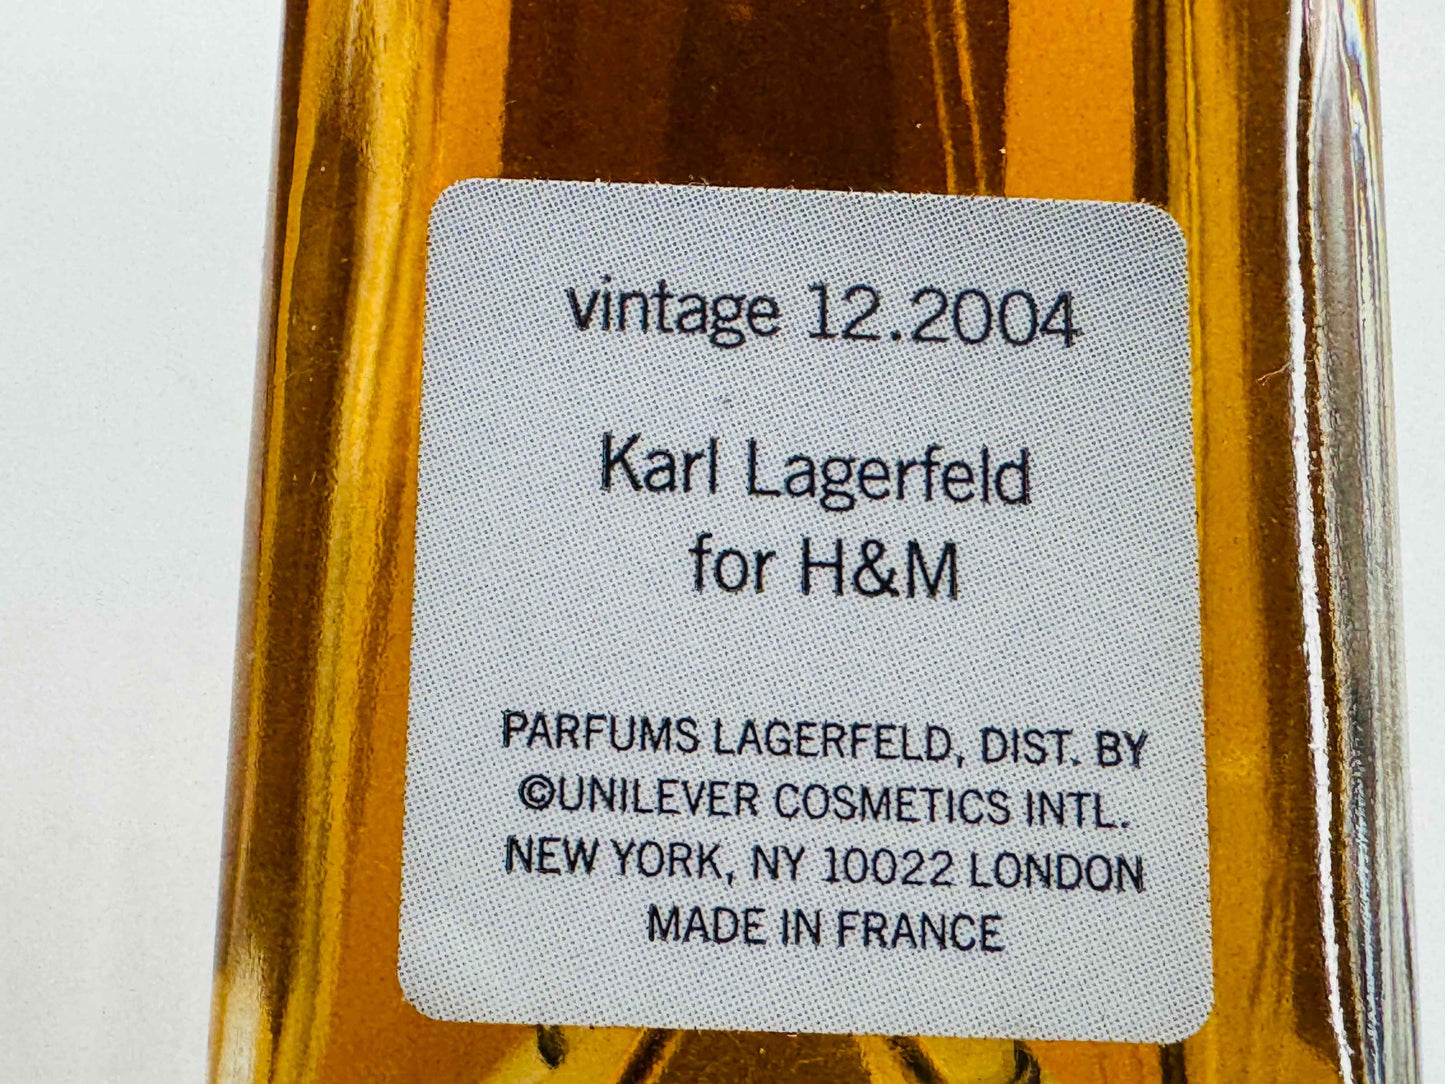 vintage 12.2004
Karl Lagerfeld
for H&M
PARFUMS LAGERFELD, DIST. BY
©UNILEVER COSMETICS INTL.
NEW YORK, NY 10022 LONDON
MADE IN FRANCE